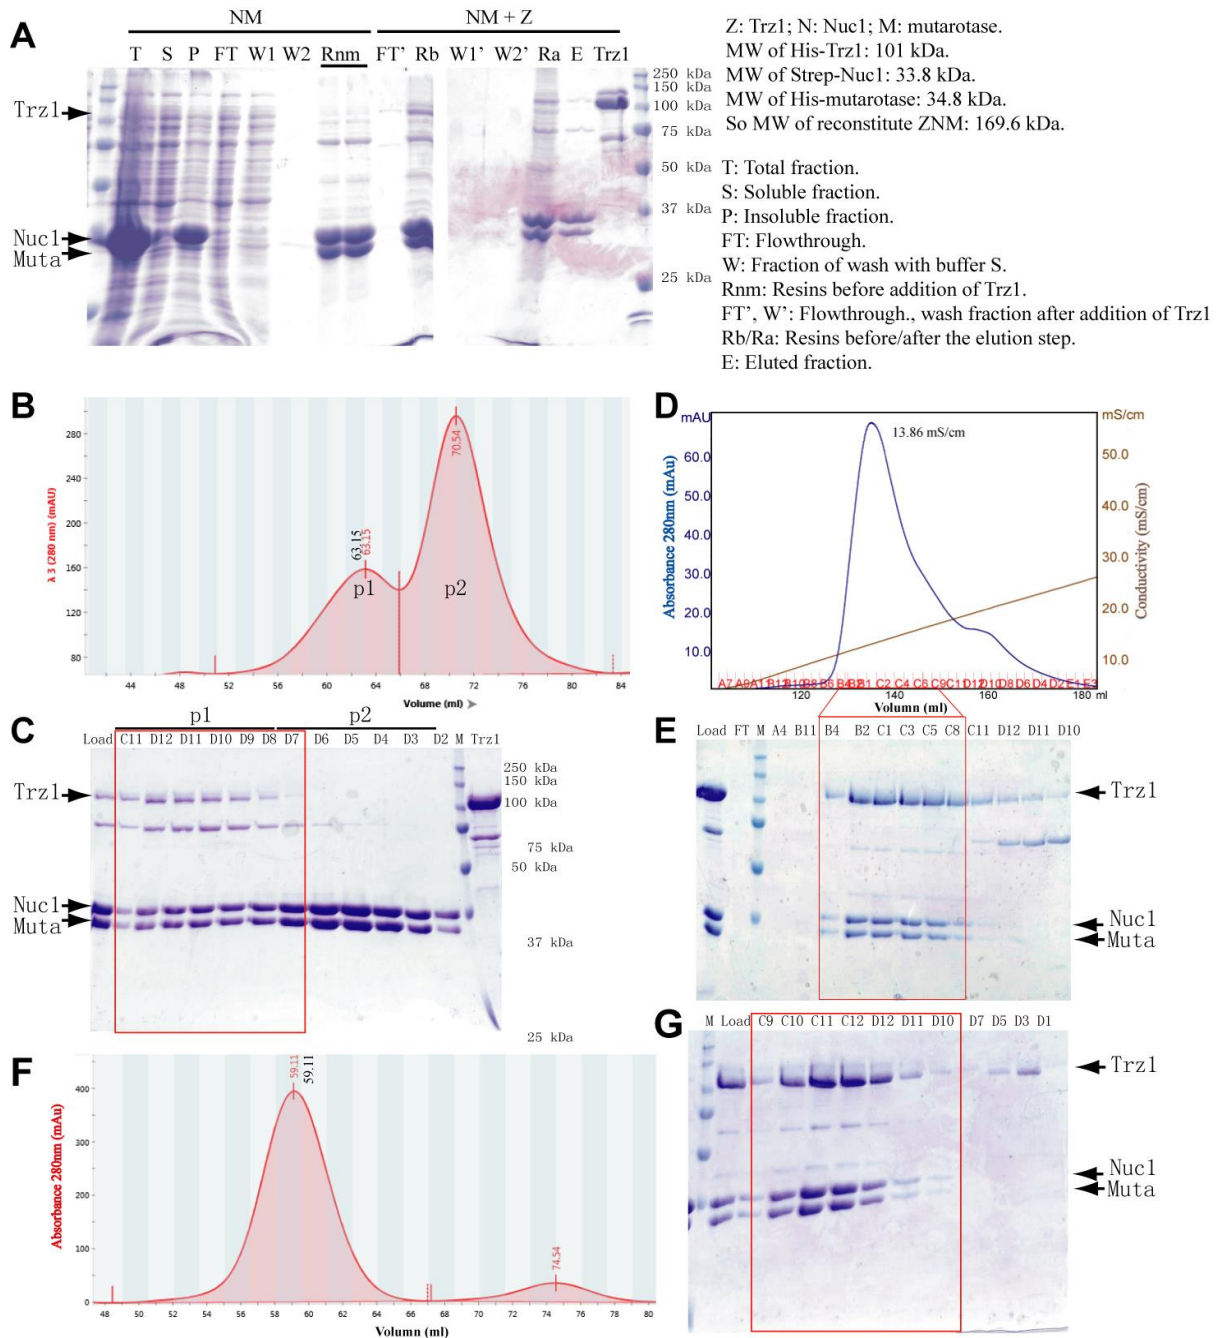 A
NM
NM + Z
T S P FT W1 W2 Rnm FT' Rb W1' W2' Ra E Trz1
Trz1
Nuc1
Muta
250 kDa
150 kDa
100 kDa
75 kDa
50 kDa
37 kDa
25 kDa
Z: Trz1; N: Nuc1; M: mutarotase.
MW of His-Trz1: 101 kDa.
MW of Strep-Nuc1: 33.8 kDa.
MW of His-mutarotase: 34.8 kDa.
So MW of reconstitute ZNM: 169.6 kDa.
T: Total fraction.
S: Soluble fraction.
P: Insoluble fraction.
FT: Flowthrough.
W: Fraction of wash with buffer S.
Rnm: Resins before addition of Trz1.
FT', W': Flowthrough., wash fraction after addition of Trz1
Rb/Ra: Resins before/after the elution step.
E: Eluted fraction.
B
λ 3 (280 nm) (mAU)
280
240
200
160
120
80
63.15
63.15
70.54
p1
p2
44 48 52 56 60 64 68 72 76 80 84
Volume (ml)
D
mAU
Absorbance 280nm (mAu)
60.0
50.0
40.0
30.0
20.0
10.0
13.86 mS/cm
mS/cm
Conductivity (mS/cm)
50.0
40.0
30.0
20.0
10.0
120 140 160 180 ml
Volumn (ml)
C
p1
p2
Load C11 D12 D11 D10 D9 D8 D7 D6 D5 D4 D3 D2 M Trz1
Trz1
Nuc1
Muta
250 kDa
150 kDa
100 kDa
75 kDa
50 kDa
37 kDa
25 kDa
E
Load FT M A4 B11 B4 B2 C1 C3 C5 C8 C11 D12 D11 D10
Trz1
Nuc1
Muta
F
Absorbance 280nm (mAu)
400
300
200
100
0
59.11
59.11
74.54
48 50 52 54 56 58 60 62 64 66 68 70 72 74 76 78 80
Volumn (ml)
G
M Load C9 C10 C11 C12 D12 D11 D10 D7 D5 D3 D1
Trz1
Nuc1
Muta